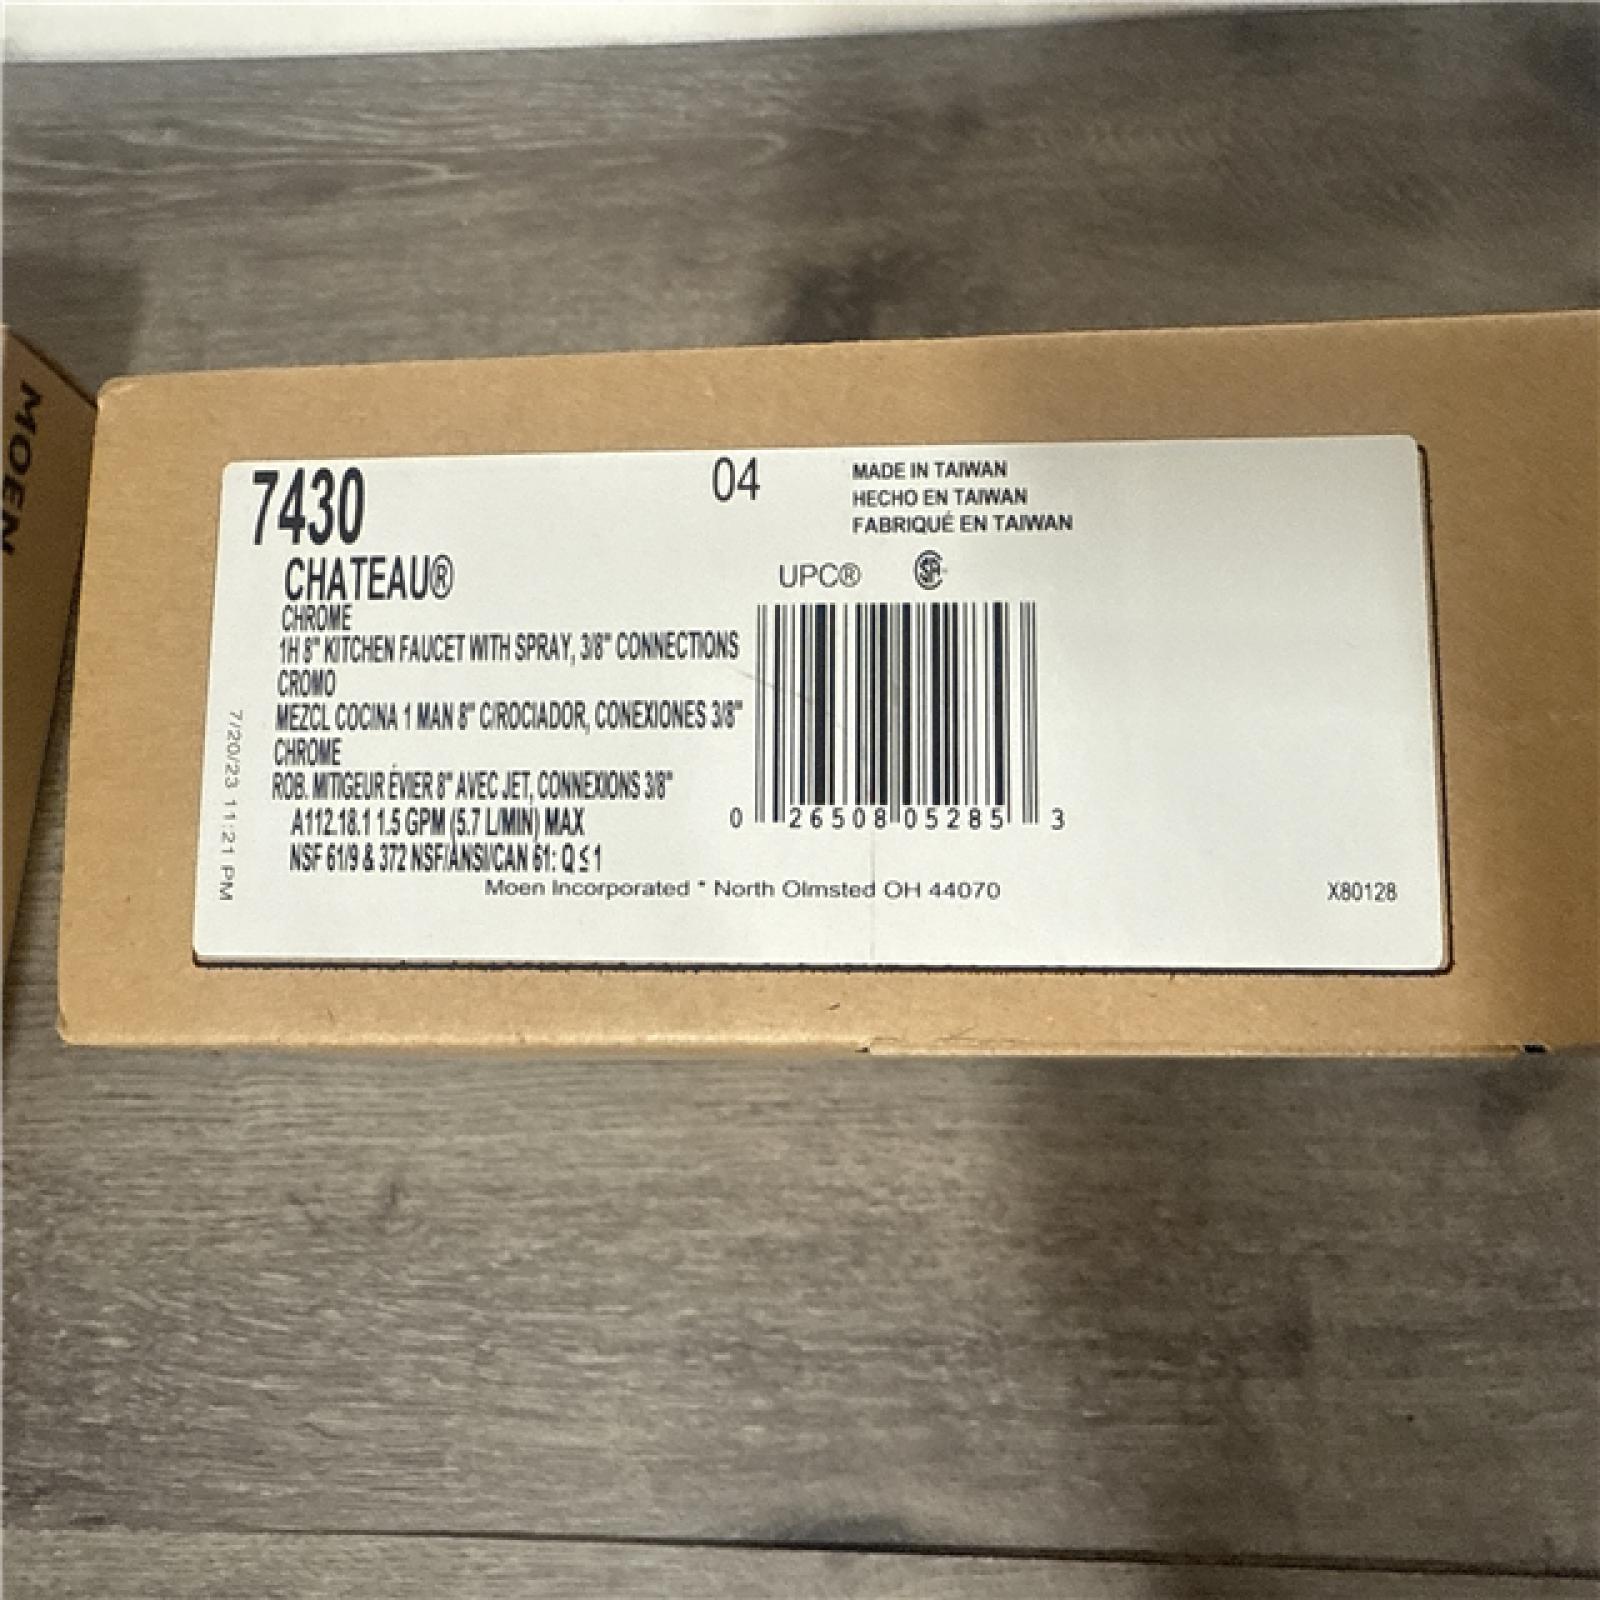 MOEN
7430
04
MADE IN TAIWAN
HECHO EN TAIWAN
FABRIQUÉ EN TAIWAN
CHATEAU®
UPC®
CHROME
1H 8" KITCHEN FAUCET WITH SPRAY, 3/8" CONNECTIONS
CROMO
MEZCL COCINA 1 MAN 8" C/ROCIADOR, CONEXIONES 3/8"
CHROME
ROB. MITIGEUR ÉVIER 8" AVEC JET, CONNEXIONS 3/8"
A112.18.1 1.5 GPM (5.7 L/MIN) MAX
NSF 61/9 & 372 NSF/ANSI/CAN 61: Q ≤ 1
0 26508 05285 3
Moen Incorporated * North Olmsted OH 44070
X80128
7/20/23 11:21 PM